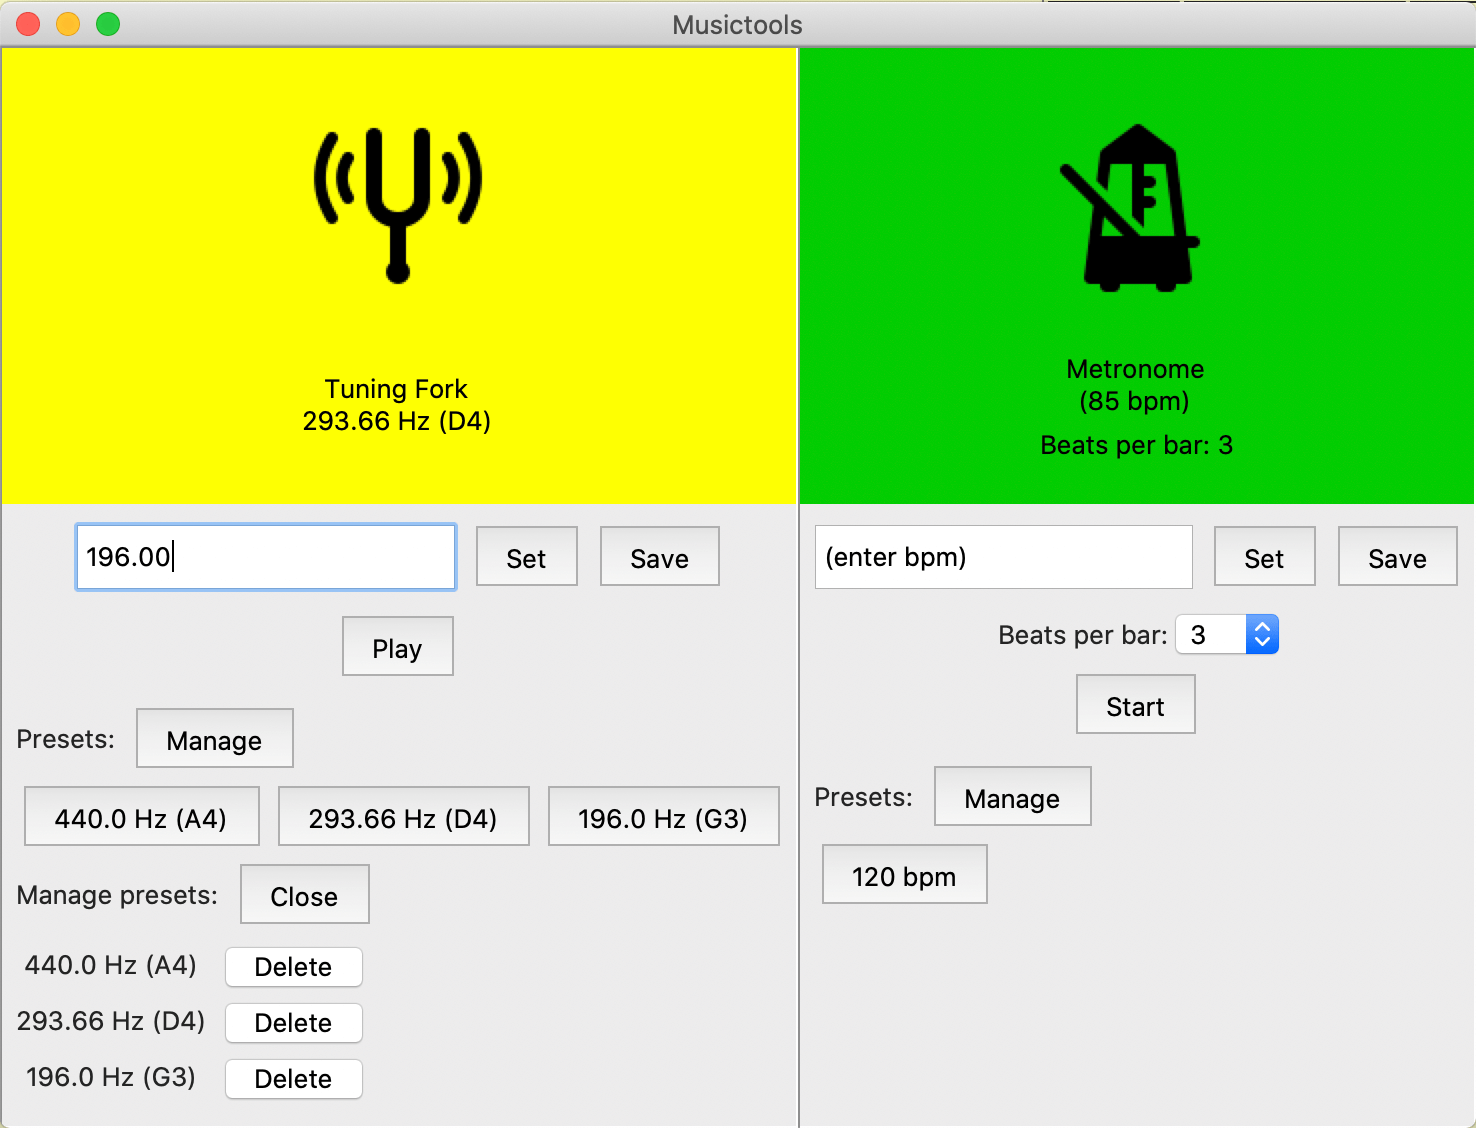 Musictools
Tuning Fork
293.66 Hz (D4)
196.00
Set
Save
Play
Presets:
Manage
440.0 Hz (A4)
293.66 Hz (D4)
196.0 Hz (G3)
Manage presets:
Close
440.0 Hz (A4)
Delete
293.66 Hz (D4)
Delete
196.0 Hz (G3)
Delete
Metronome
(85 bpm)
Beats per bar: 3
(enter bpm)
Set
Save
Beats per bar: 3
Start
Presets:
Manage
120 bpm